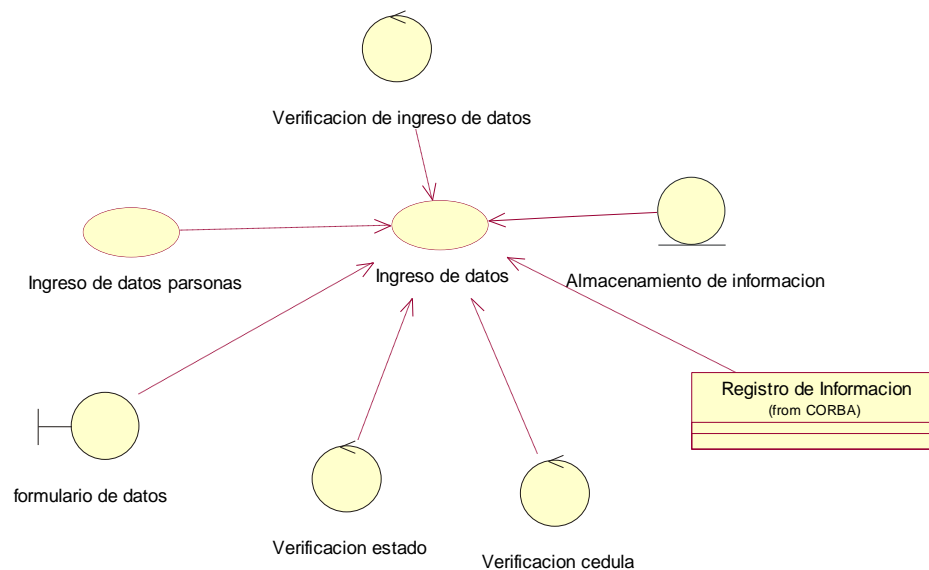 Verificacion de ingreso de datos
Ingreso de datos parsonas
Ingreso de datos
Almacenamiento de informacion
Registro de Informacion
(from CORBA)
formulario de datos
Verificacion estado
Verificacion cedula